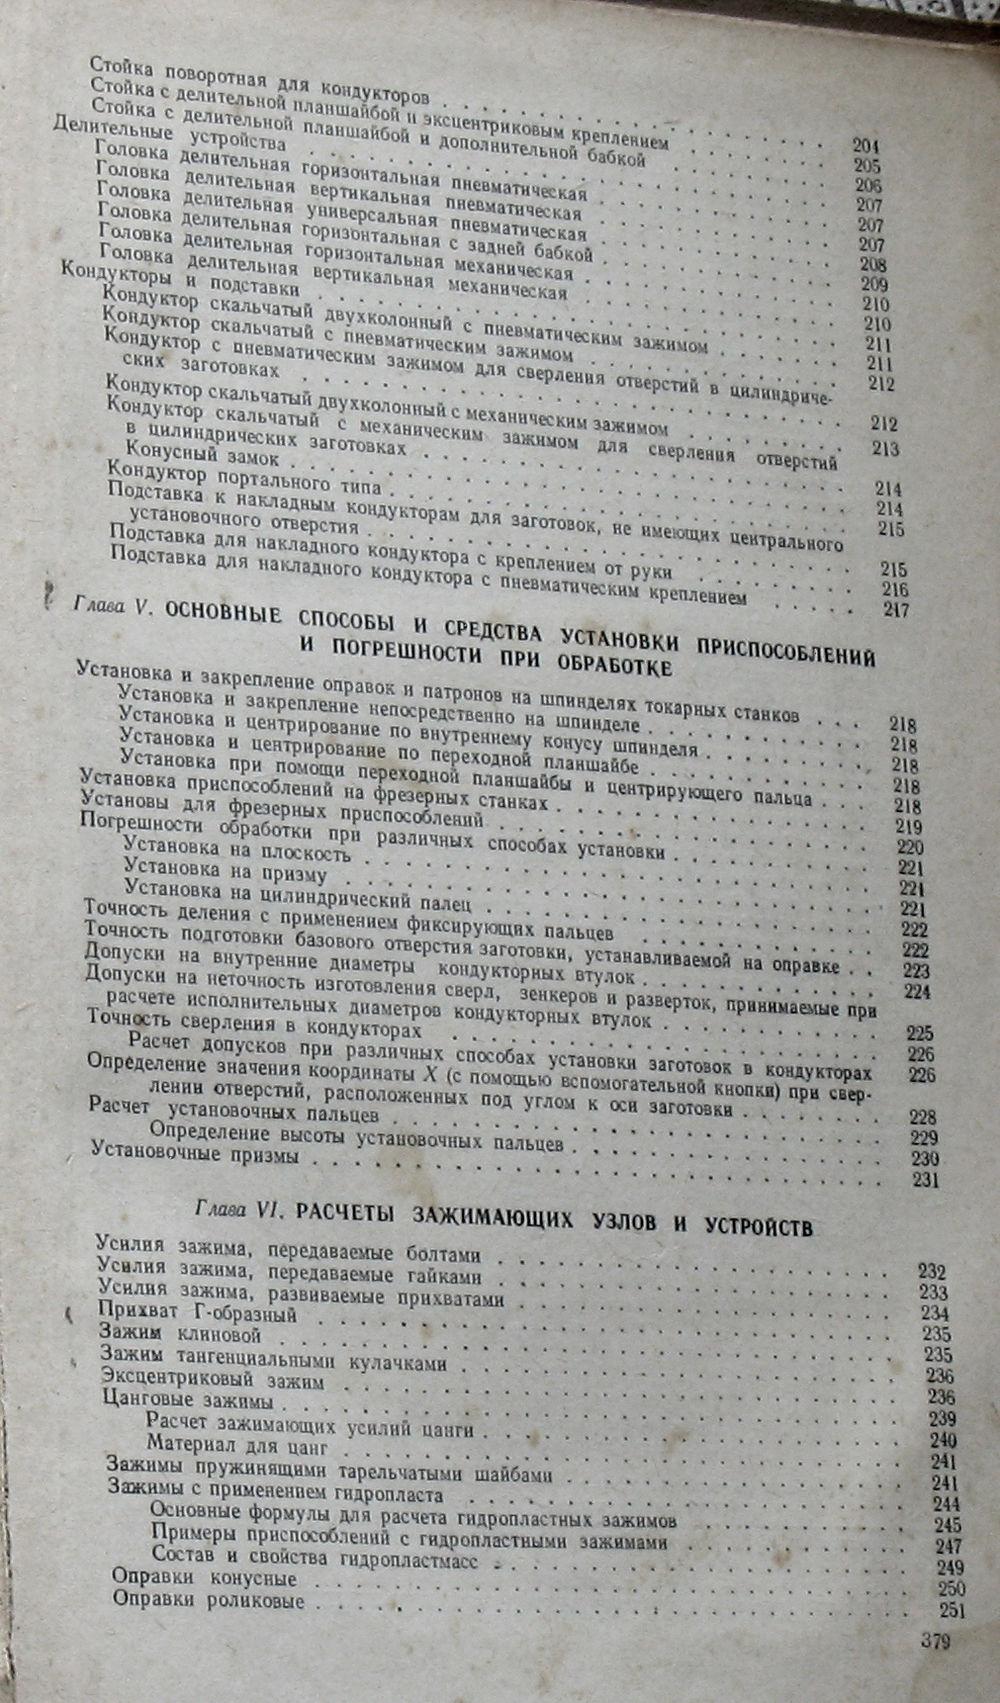 Стойка поворотная для кондукторов . . . . . . . . . . . . . . . 204
Стойка с делительной планшайбой и эксцентриковым креплением . . . . . . . 205
Стойка с делительной планшайбой и дополнительной бабкой . . . . . . . . 206
Делительные устройства . . . . . . . . . . . . . . . . . . . . 207
Головка делительная горизонтальная пневматическая . . . . . . . . . . 207
Головка делительная вертикальная пневматическая . . . . . . . . . . 207
Головка делительная универсальная пневматическая . . . . . . . . . . 208
Головка делительная горизонтальная с задней бабкой . . . . . . . . . 209
Головка делительная горизонтальная механическая . . . . . . . . . . 210
Головка делительная вертикальная механическая . . . . . . . . . . . 210
Кондукторы и подставки . . . . . . . . . . . . . . . . . . . . 211
Кондуктор скальчатый двухколонный с пневматическим зажимом . . . . . . 211
Кондуктор скальчатый с пневматическим зажимом . . . . . . . . . . 212
Кондуктор с пневматическим зажимом для сверления отверстий в цилиндриче-
ских заготовках . . . . . . . . . . . . . . . . . . . . . 212
Кондуктор скальчатый двухколонный с механическим зажимом . . . . . . . 213
Кондуктор скальчатый с механическим зажимом для сверления отверстий
в цилиндрических заготовках . . . . . . . . . . . . . . . . . 214
Конусный замок . . . . . . . . . . . . . . . . . . . . . . 214
Кондуктор портального типа . . . . . . . . . . . . . . . . . . 215
Подставка к накладным кондукторам для заготовок, не имеющих центрального
установочного отверстия . . . . . . . . . . . . . . . . . . . 215
Подставка для накладного кондуктора с креплением от руки . . . . . . . 216
Подставка для накладного кондуктора с пневматическим креплением . . . . . 217
Глава V. ОСНОВНЫЕ СПОСОБЫ И СРЕДСТВА УСТАНОВКИ ПРИСПОСОБЛЕНИЙ
И ПОГРЕШНОСТИ ПРИ ОБРАБОТКЕ
Установка и закрепление оправок и патронов на шпинделях токарных станков . . . 218
Установка и закрепление непосредственно на шпинделе . . . . . . . . . 218
Установка и центрирование по внутреннему конусу шпинделя . . . . . . . 218
Установка и центрирование по переходной планшайбе . . . . . . . . . 218
Установка при помощи переходной планшайбы и центрирующего пальца . . . 218
Установка приспособлений на фрезерных станках . . . . . . . . . . . . 219
Установы для фрезерных приспособлений . . . . . . . . . . . . . . 220
Погрешности обработки при различных способах установки . . . . . . . . 221
Установка на плоскость . . . . . . . . . . . . . . . . . . . 221
Установка на призму . . . . . . . . . . . . . . . . . . . . 221
Установка на цилиндрический палец . . . . . . . . . . . . . . . 222
Точность деления с применением фиксирующих пальцев . . . . . . . . . 222
Точность подготовки базового отверстия заготовки, устанавливаемой на оправке . . 223
Допуски на внутренние диаметры кондукторных втулок . . . . . . . . . 224
Допуски на неточность изготовления сверл, зенкеров и разверток, принимаемые при
расчете исполнительных диаметров кондукторных втулок . . . . . . . . . 225
Точность сверления в кондукторах . . . . . . . . . . . . . . . . 226
Расчет допусков при различных способах установки заготовок в кондукторах 226
Определение значения координаты X (с помощью вспомогательной кнопки) при свер-
лении отверстий, расположенных под углом к оси заготовки . . . . . . . 228
Расчет установочных пальцев . . . . . . . . . . . . . . . . . . 229
Определение высоты установочных пальцев . . . . . . . . . . . . 230
Установочные призмы . . . . . . . . . . . . . . . . . . . . . 231
Глава VI. РАСЧЕТЫ ЗАЖИМАЮЩИХ УЗЛОВ И УСТРОЙСТВ
Усилия зажима, передаваемые болтами . . . . . . . . . . . . . . . 232
Усилия зажима, передаваемые гайками . . . . . . . . . . . . . . . 233
Усилия зажима, развиваемые прихватами . . . . . . . . . . . . . . 234
Прихват Г-образный . . . . . . . . . . . . . . . . . . . . . 235
Зажим клиновой . . . . . . . . . . . . . . . . . . . . . . . 235
Зажим тангенциальными кулачками . . . . . . . . . . . . . . . . 236
Эксцентриковый зажим . . . . . . . . . . . . . . . . . . . . 236
Цанговые зажимы . . . . . . . . . . . . . . . . . . . . . . . 239
Расчет зажимающих усилий цанги . . . . . . . . . . . . . . . . 240
Материал для цанг . . . . . . . . . . . . . . . . . . . . . 241
Зажимы пружинящими тарельчатыми шайбами . . . . . . . . . . . . 241
Зажимы с применением гидропласта . . . . . . . . . . . . . . . . 244
Основные формулы для расчета гидропластных зажимов . . . . . . . . 245
Примеры приспособлений с гидропластными зажимами . . . . . . . . . 247
Состав и свойства гидропластмасс . . . . . . . . . . . . . . . . 249
Оправки конусные . . . . . . . . . . . . . . . . . . . . . . 250
Оправки роликовые . . . . . . . . . . . . . . . . . . . . . . 251
379